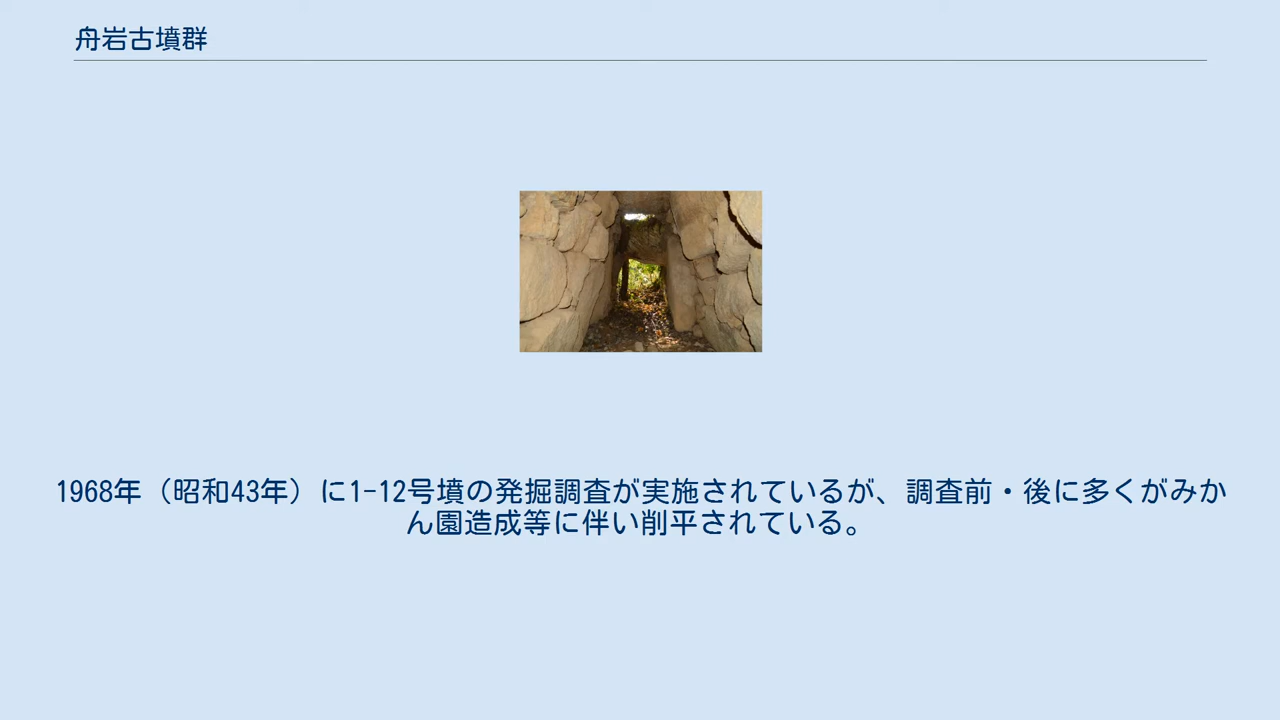 舟岩古墳群
1968年（昭和43年）に1-12号墳の発掘調査が実施されているが、調査前・後に多くがみか
ん園造成等に伴い削平されている。